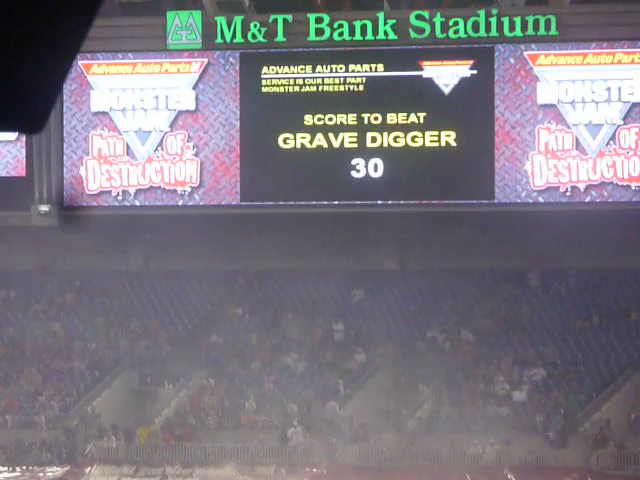 M&T Bank Stadium
Advance Auto Parts
MONSTER
JAM
PATH OF
DESTRUCTION
ADVANCE AUTO PARTS
SERVICE IS OUR BEST PART
MONSTER JAM FREESTYLE
SCORE TO BEAT
GRAVE DIGGER
30
Advance Auto Parts
MONSTER
JAM
PATH OF
DESTRUCTION